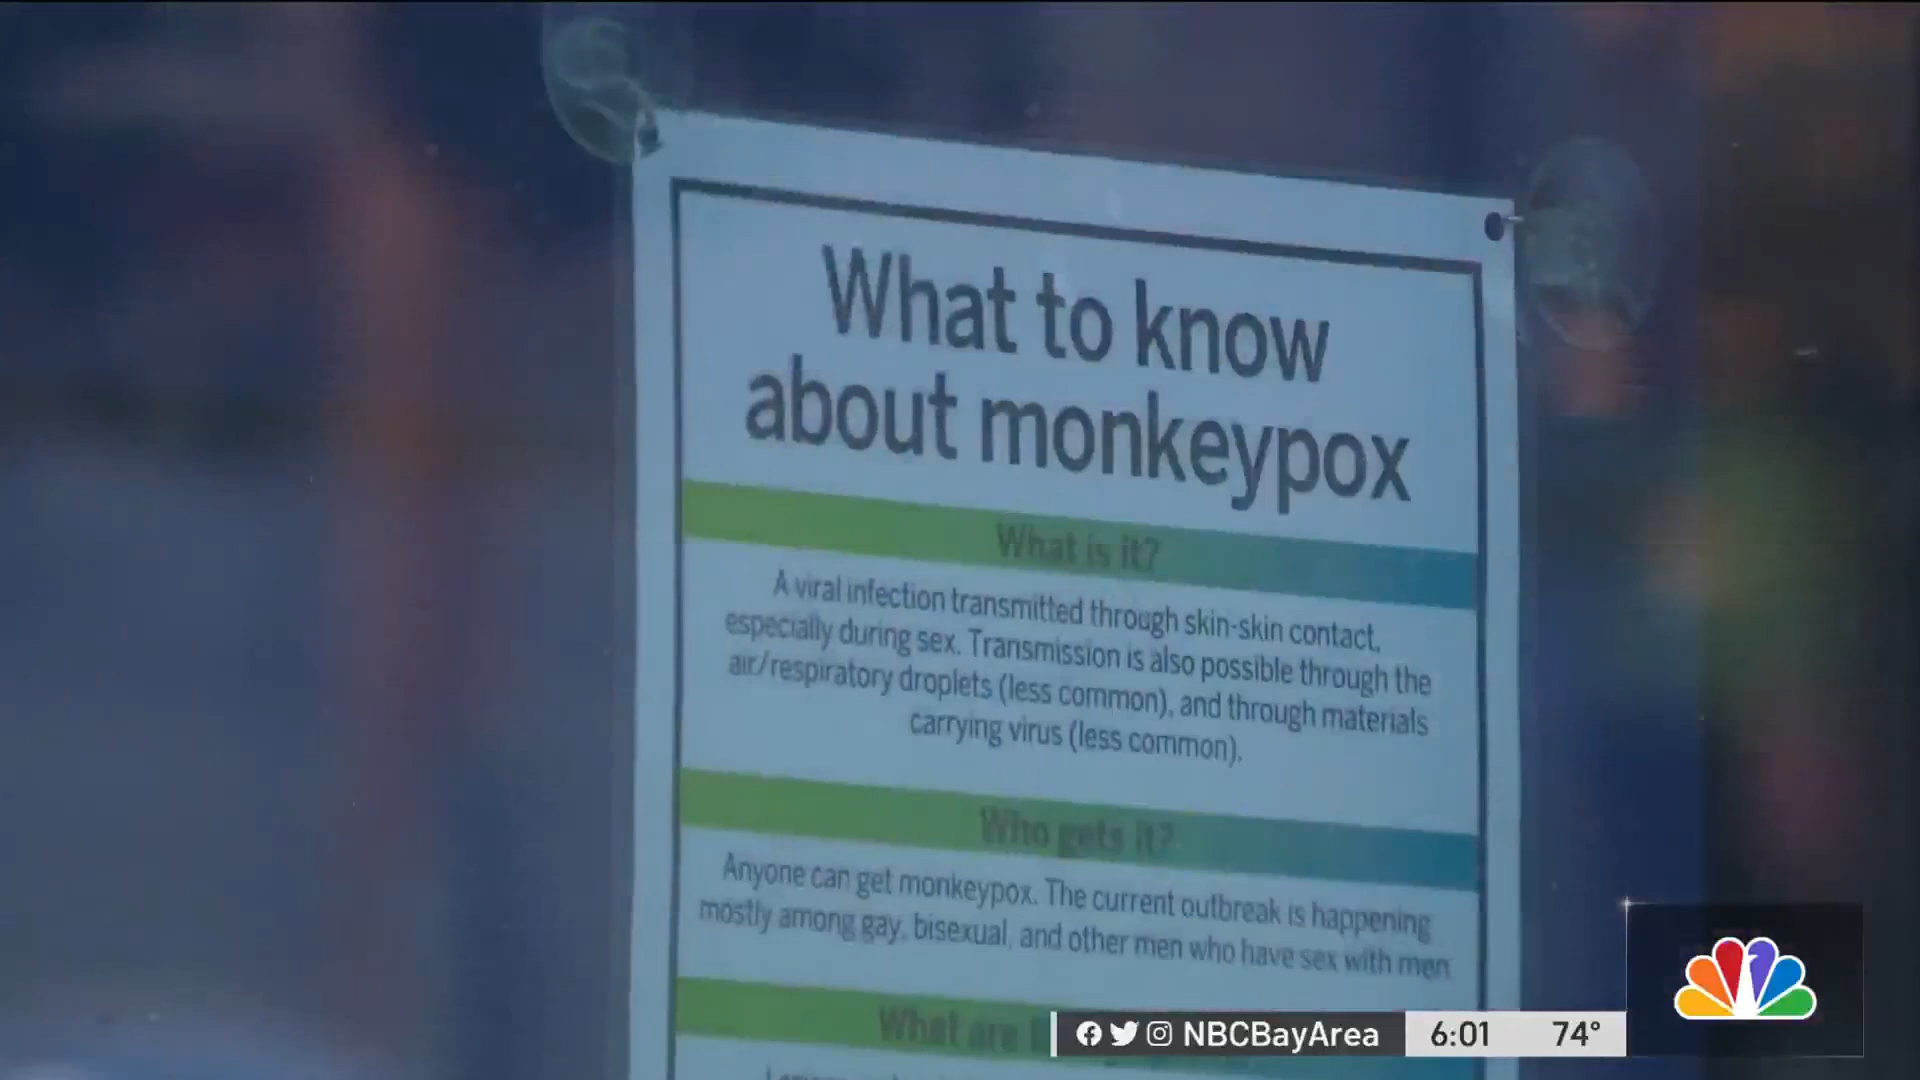 What to know
about monkeypox
What is it?
A viral infection transmitted through skin-skin contact,
especially during sex. Transmission is also possible through the
air/respiratory droplets (less common), and through materials
carrying virus (less common).
Who gets it?
Anyone can get monkeypox. The current outbreak is happening
mostly among gay, bisexual, and other men who have sex with men
What are
NBCBayArea 6:01 74°